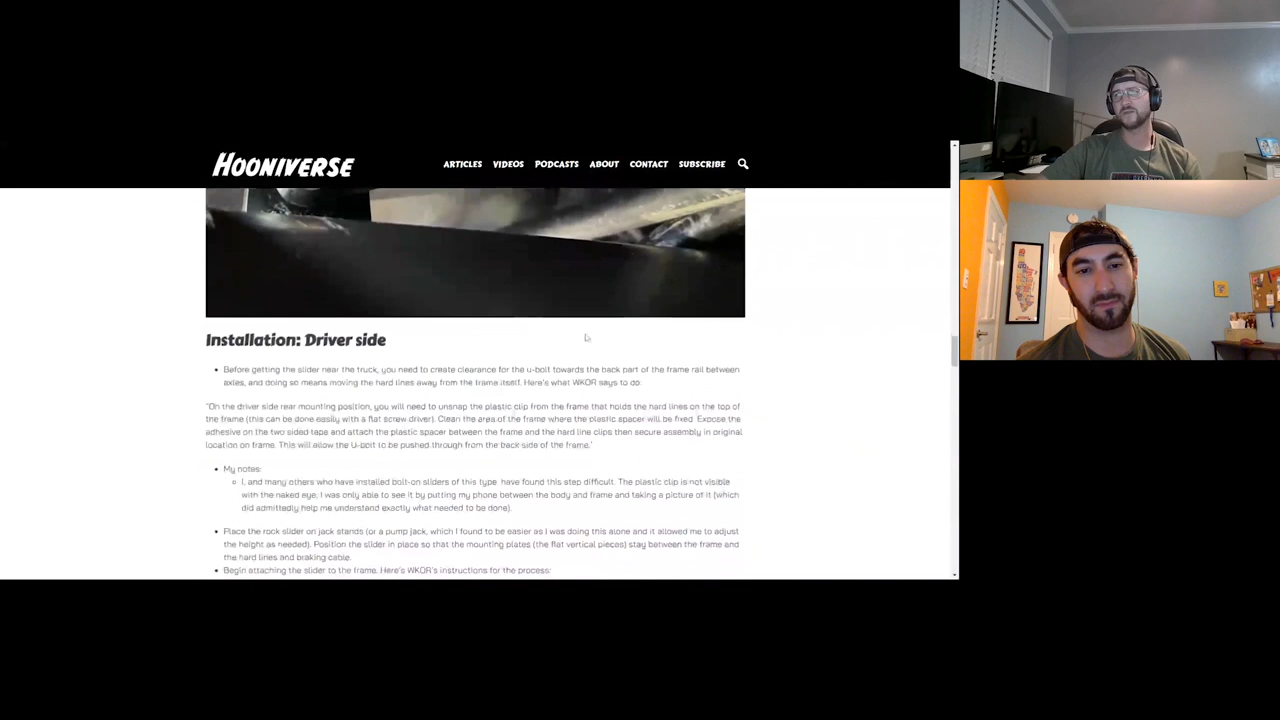 HOONIVERSE
ARTICLES VIDEOS PODCASTS ABOUT CONTACT SUBSCRIBE
Installation: Driver side
Before getting the slider near the truck, you need to create clearance for the u-bolt towards the back part of the frame rail between
axles, and doing so means moving the hard lines away from the frame itself. Here's what WKOR says to do:
"On the driver side rear mounting position, you will need to unsnap the plastic clip from the frame that holds the hard lines on the top of
the frame (this can be done easily with a flat screw driver). Clean the area of the frame where the plastic spacer will be fixed. Expose the
adhesive on the two sided tape and attach the plastic spacer between the frame and the hard line clips then secure assembly in original
location on frame. This will allow the U-bolt to be pushed through from the back side of the frame."
My notes:
I, and many others who have installed bolt-on sliders of this type, have found this step difficult. The plastic clip is not visible
with the naked eye; I was only able to see it by putting my phone between the body and frame and taking a picture of it (which
did admittedly help me understand exactly what needed to be done).
Place the rock slider on jack stands (or a pump jack, which I found to be easier as I was doing this alone and it allowed me to adjust
the height as needed). Position the slider in place so that the mounting plates (the flat vertical pieces) stay between the frame and
the hard lines and braking cable.
Begin attaching the slider to the frame. Here's WKOR's instructions for the process: